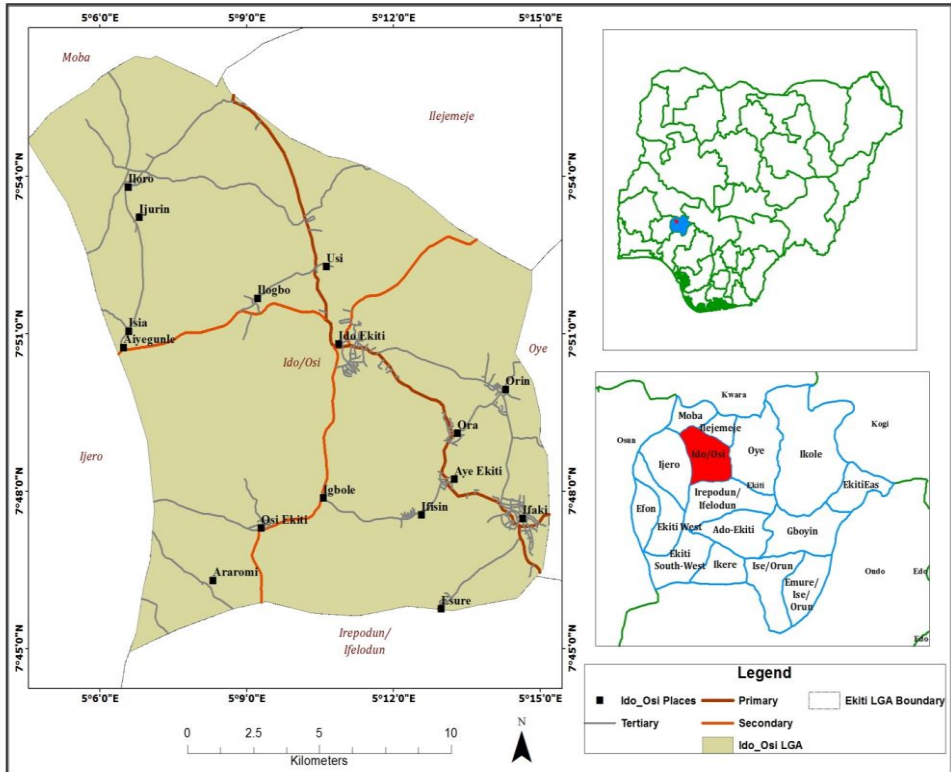 5°6'0"E 5°9'0"E 5°12'0"E 5°15'0"E
Moba
Ilejemeje
7°54'0"N
7°54'0"N
Iloro
Ijurin
Usi
Ilogbo
Isia
7°51'0"N
7°51'0"N
Aiyegunle
Ido Ekiti
Ido/Osi
Oye
Orin
Ora
Ijero
Aye Ekiti
7°48'0"N
7°48'0"N
Igbole
Ifisin
Ifaki
Osi Ekiti
Araromi
Esure
Irepodun/
Ifelodun
7°45'0"N
7°45'0"N
5°6'0"E 5°9'0"E 5°12'0"E 5°15'0"E
0 1.25 2.5 5 7.5 10
Kilometers
N
Kwara
Moba
Ilejemeje
Kogi
Osun
Oye
Ido/Osi
Ijero
Ikole
Ekiti
EkitiEas
Irepodun/
Ifelodun
Efon
Ekiti West
Ado-Ekiti
Gboyin
Ekiti
South-West
Ikere
Ise/Orun
Ondo
Edo
Emure/
Ise/
Orun
Edo
Legend
Ido_Osi Places
Primary
Ekiti LGA Boundary
Tertiary
Secondary
Ido_Osi LGA